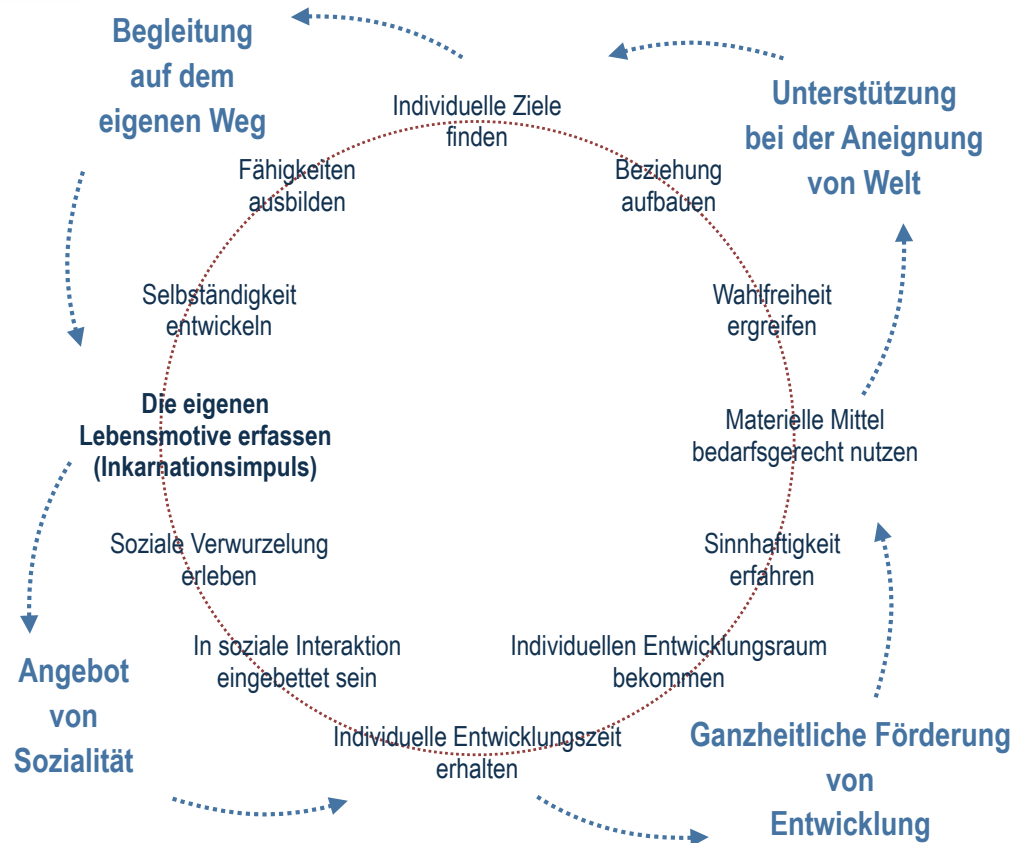 Begleitung
auf dem
eigenen Weg
Unterstützung
bei der Aneignung
von Welt
Individuelle Ziele
finden
Fähigkeiten
ausbilden
Beziehung
aufbauen
Selbständigkeit
entwickeln
Wahlfreiheit
ergreifen
Die eigenen
Lebensmotive erfassen
(Inkarnationsimpuls)
Materielle Mittel
bedarfsgerecht nutzen
Soziale Verwurzelung
erleben
Sinnhaftigkeit
erfahren
In soziale Interaktion
eingebettet sein
Individuellen Entwicklungsraum
bekommen
Individuelle Entwicklungszeit
erhalten
Angebot
von
Sozialität
Ganzheitliche Förderung
von
Entwicklung